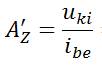 A′_Z = u_ki / i_be